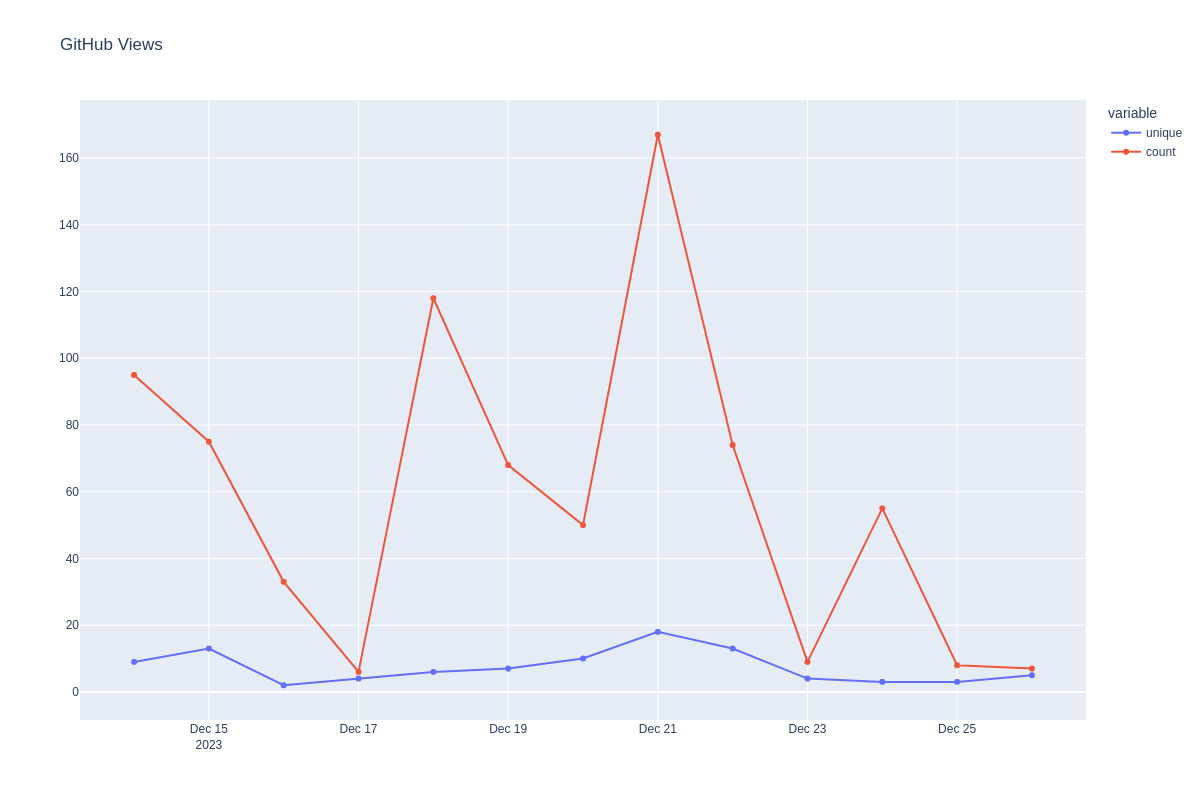 GitHub Views
variable
unique
count
160
140
120
100
80
60
40
20
0
Dec 15
2023
Dec 17
Dec 19
Dec 21
Dec 23
Dec 25